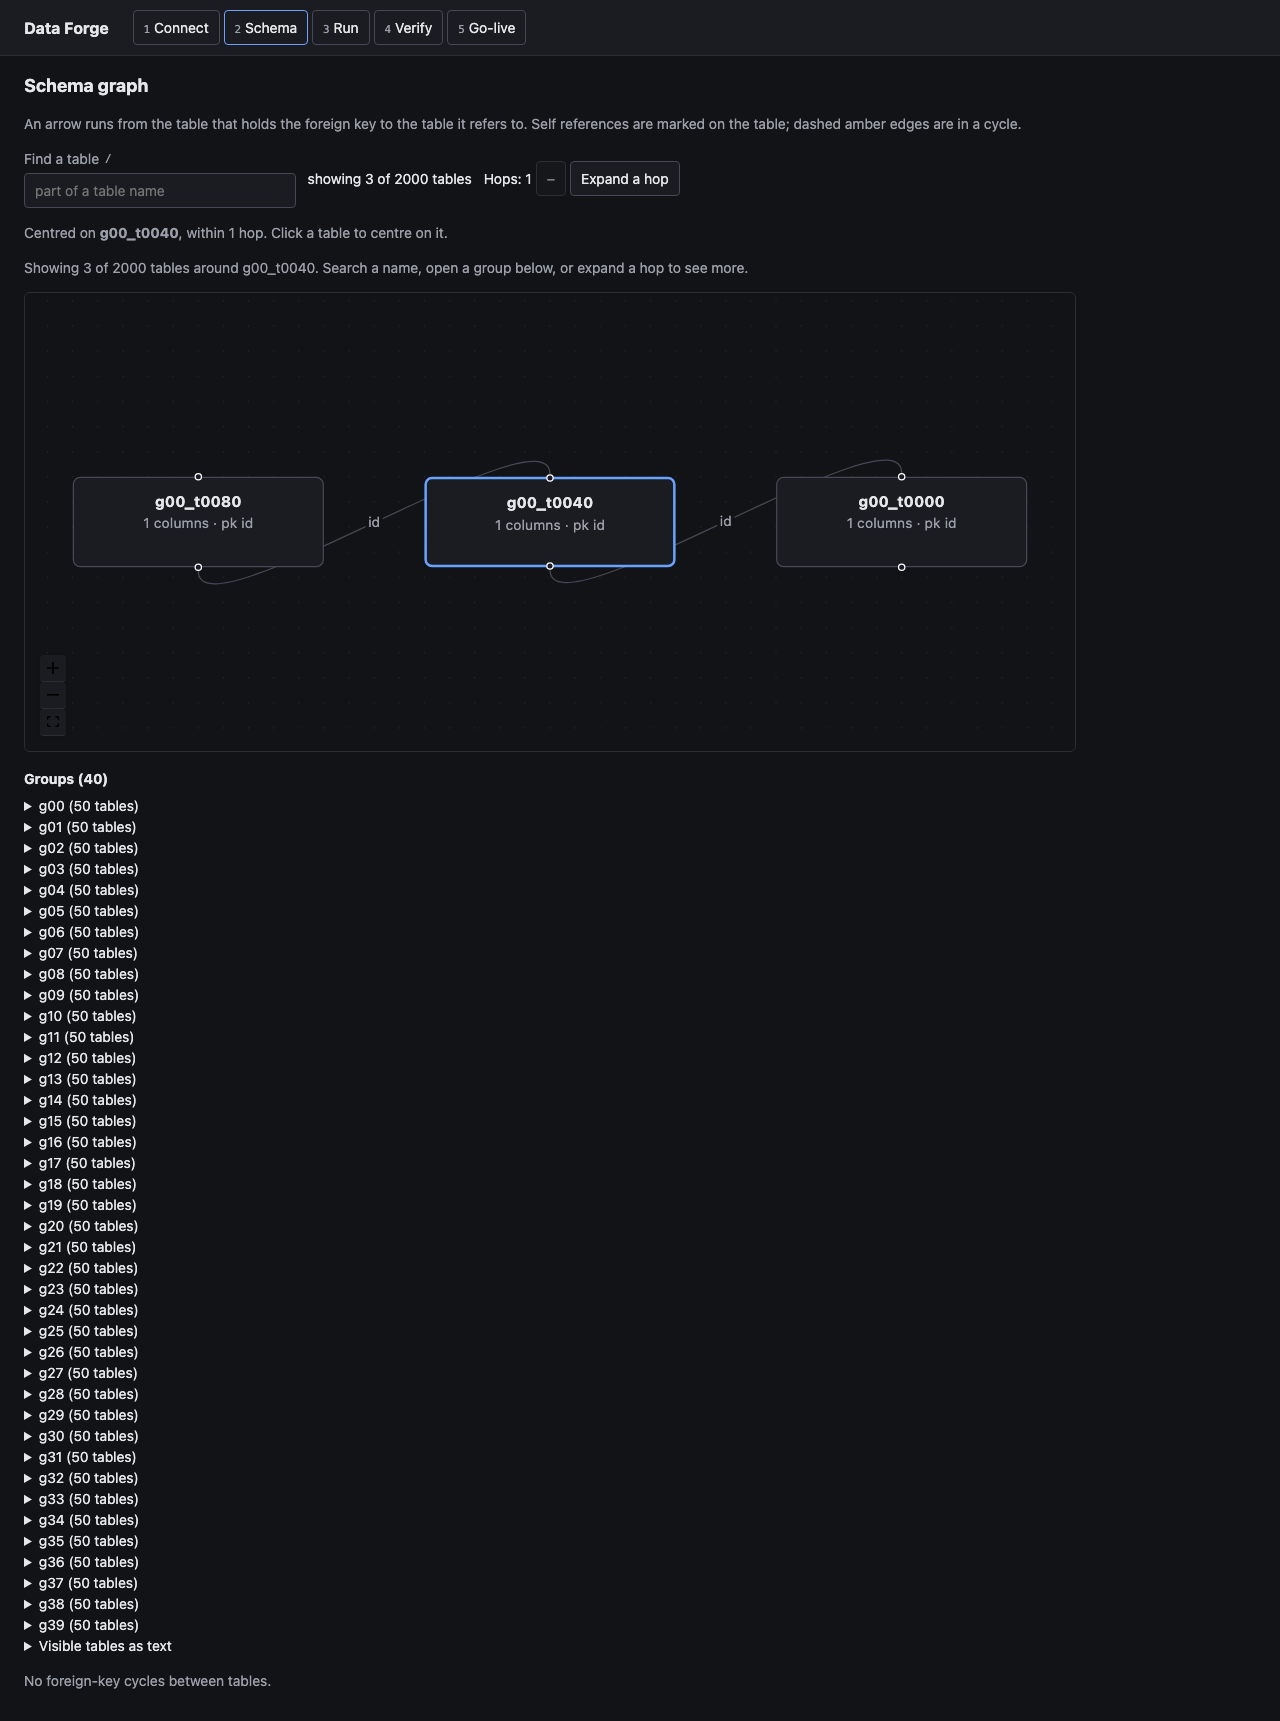 Data Forge
1 Connect
2 Schema
3 Run
4 Verify
5 Go-live
Schema graph
An arrow runs from the table that holds the foreign key to the table it refers to. Self references are marked on the table; dashed amber edges are in a cycle.
Find a table /
part of a table name
showing 3 of 2000 tables
Hops: 1
–
Expand a hop
Centred on g00_t0040, within 1 hop. Click a table to centre on it.
Showing 3 of 2000 tables around g00_t0040. Search a name, open a group below, or expand a hop to see more.
g00_t0080
1 columns · pk id
id
g00_t0040
1 columns · pk id
id
g00_t0000
1 columns · pk id
Groups (40)
g00 (50 tables)
g01 (50 tables)
g02 (50 tables)
g03 (50 tables)
g04 (50 tables)
g05 (50 tables)
g06 (50 tables)
g07 (50 tables)
g08 (50 tables)
g09 (50 tables)
g10 (50 tables)
g11 (50 tables)
g12 (50 tables)
g13 (50 tables)
g14 (50 tables)
g15 (50 tables)
g16 (50 tables)
g17 (50 tables)
g18 (50 tables)
g19 (50 tables)
g20 (50 tables)
g21 (50 tables)
g22 (50 tables)
g23 (50 tables)
g24 (50 tables)
g25 (50 tables)
g26 (50 tables)
g27 (50 tables)
g28 (50 tables)
g29 (50 tables)
g30 (50 tables)
g31 (50 tables)
g32 (50 tables)
g33 (50 tables)
g34 (50 tables)
g35 (50 tables)
g36 (50 tables)
g37 (50 tables)
g38 (50 tables)
g39 (50 tables)
Visible tables as text
No foreign-key cycles between tables.